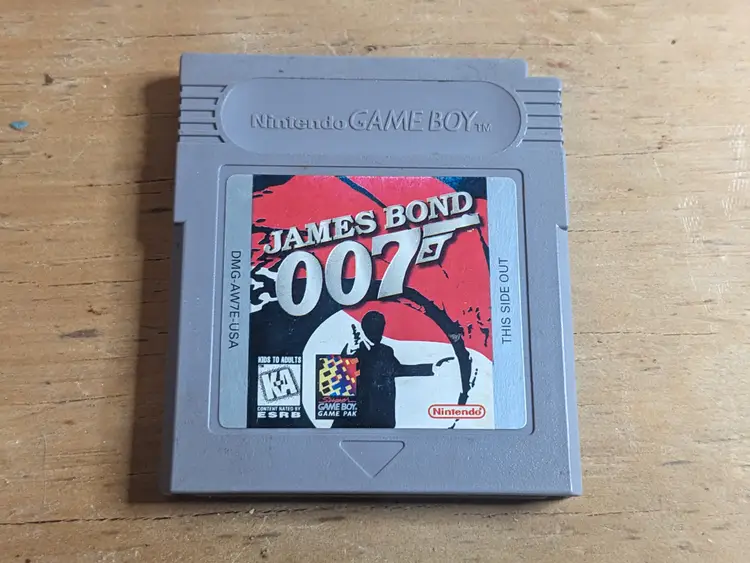 Nintendo GAME BOY TM
JAMES BOND
007
DMG-AW7E-USA
THIS SIDE OUT
KIDS TO ADULTS
K-A
CONTENT RATED BY
ESRB
Super
GAME BOY
GAME PAK
Nintendo